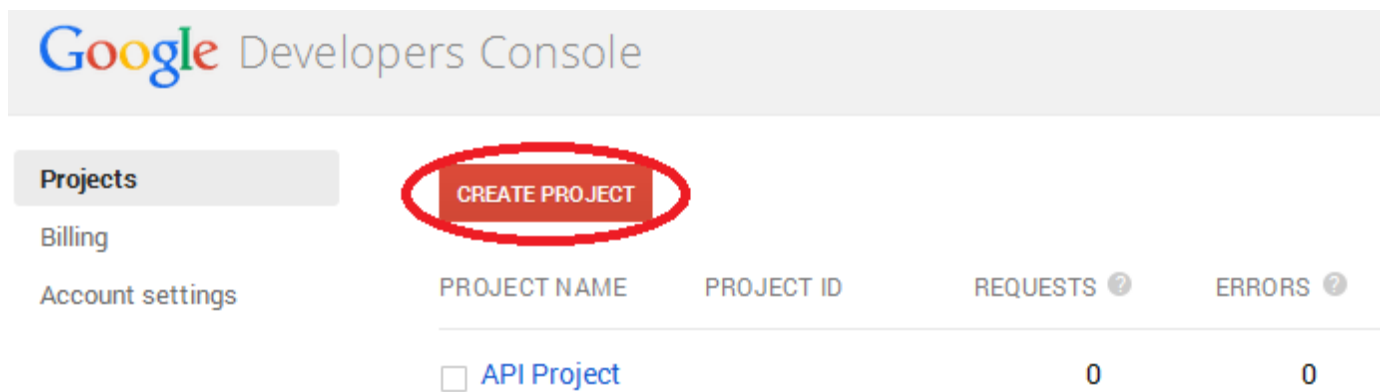 Google Developers Console
Projects
Billing
Account settings
CREATE PROJECT
PROJECT NAME PROJECT ID REQUESTS ? ERRORS ?
API Project 0 0